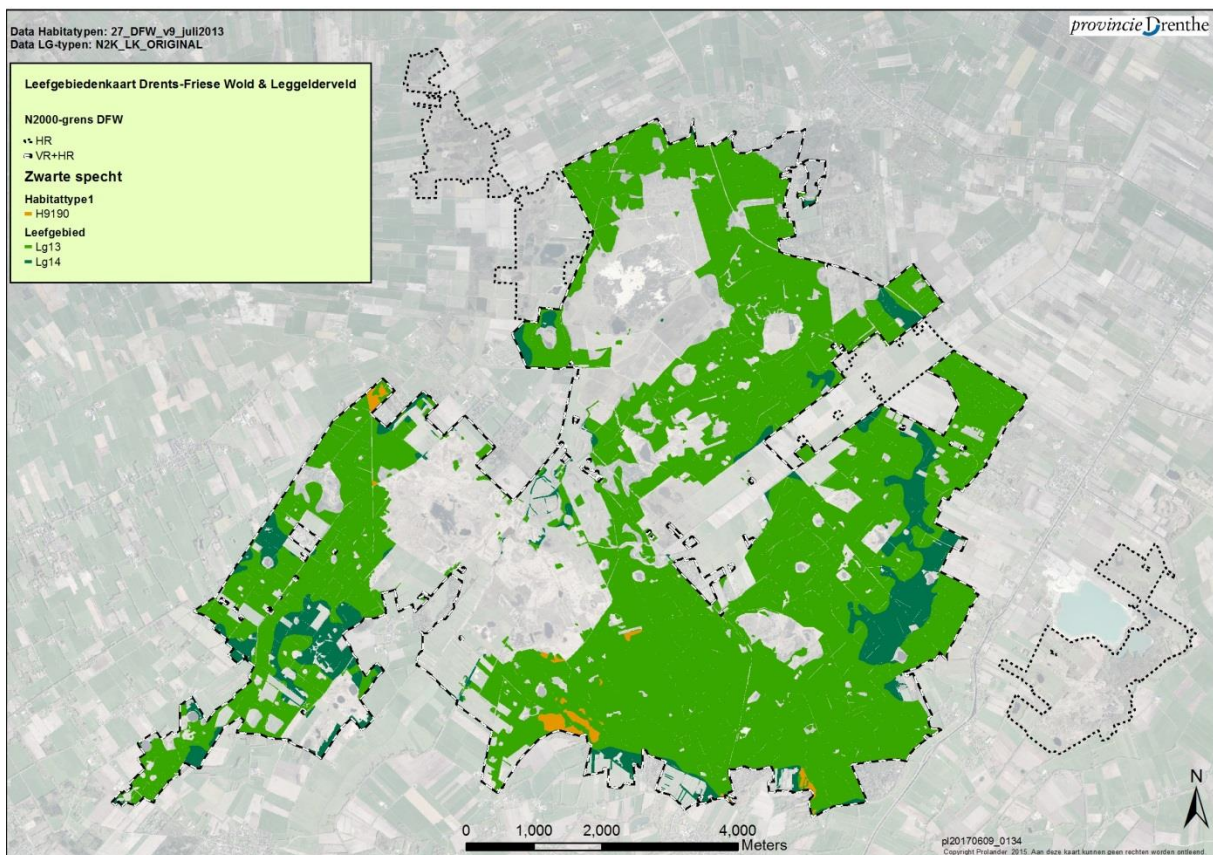 Data Habitatypen: 27_DFW_v9_juli2013
Data LG-typen: N2K_LK_ORIGINAL
provincie Drenthe
Leefgebiedenkaart Drents-Friese Wold & Leggelderveld
N2000-grens DFW
HR
VR+HR
Zwarte specht
Habitattype1
H9190
Leefgebied
Lg13
Lg14
N
0 1,000 2,000 4,000
Meters
pl20170609_0134
Copyright Prolander, 2015. Aan deze kaart kunnen geen rechten worden ontleend.